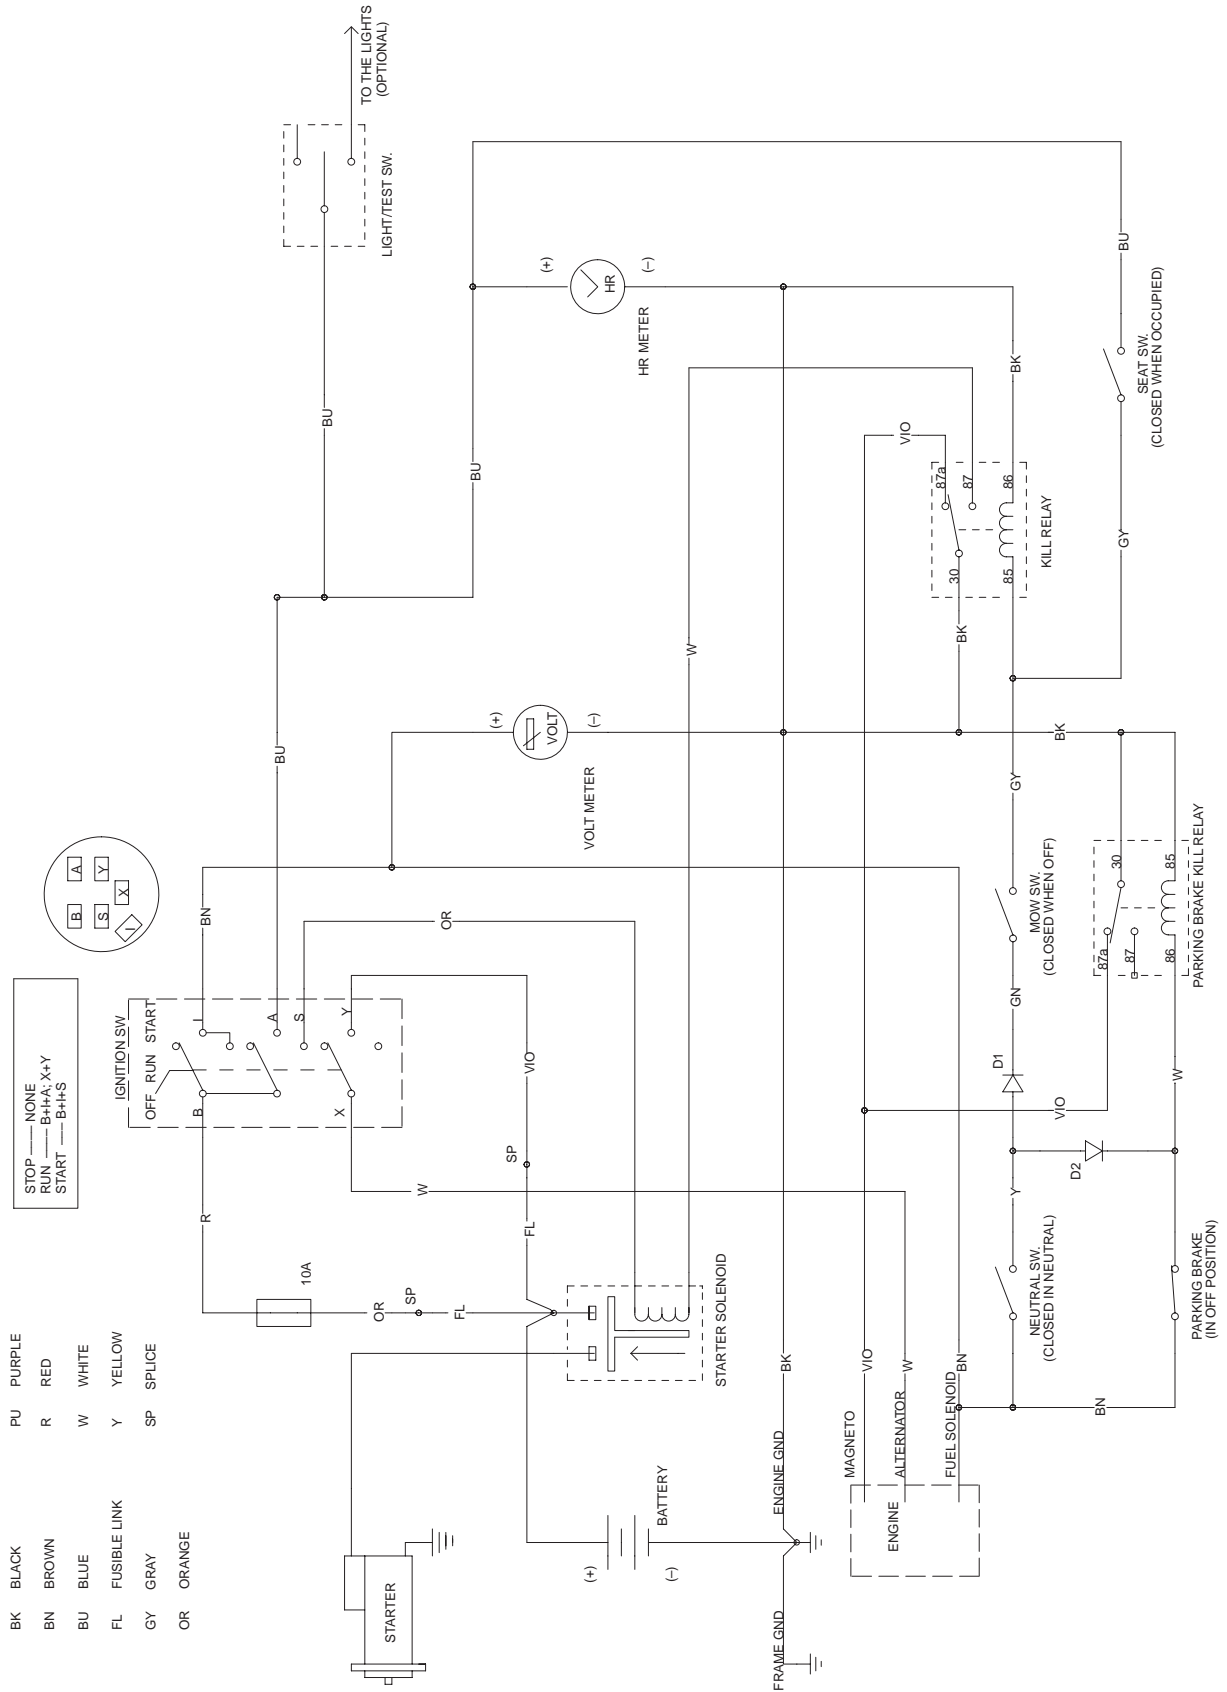 BK BLACK
BN BROWN
BU BLUE
FL FUSIBLE LINK
GY GRAY
OR ORANGE
PU PURPLE
R RED
W WHITE
Y YELLOW
SP SPLICE
STOP —— NONE
RUN —— B+I+A; X+Y
START —— B+I+S
B
A
S
Y
X
I
IGNITION SW
OFF RUN START
B
I
A
S
X
Y
BN
BU
OR
VIO
R
W
10A
OR
SP
FL
SP
FL
STARTER
STARTER SOLENOID
BATTERY
(+)
(–)
FRAME GND
ENGINE GND
BK
ENGINE
MAGNETO
ALTERNATOR
FUEL SOLENOID
VIO
W
BN
BN
VOLT METER
VOLT
(+)
(–)
W
BU
BU
LIGHT/TEST SW.
TO THE LIGHTS
(OPTIONAL)
HR METER
HR
(+)
(–)
VIO
87a
87
30
86
85
KILL RELAY
BK
BK
BK
BU
SEAT SW.
(CLOSED WHEN OCCUPIED)
GY
GY
MOW SW.
(CLOSED WHEN OFF)
GN
D1
D2
VIO
Y
NEUTRAL SW.
(CLOSED IN NEUTRAL)
PARKING BRAKE
(IN OFF POSITION)
W
87a
87
30
86
85
PARKING BRAKE KILL RELAY